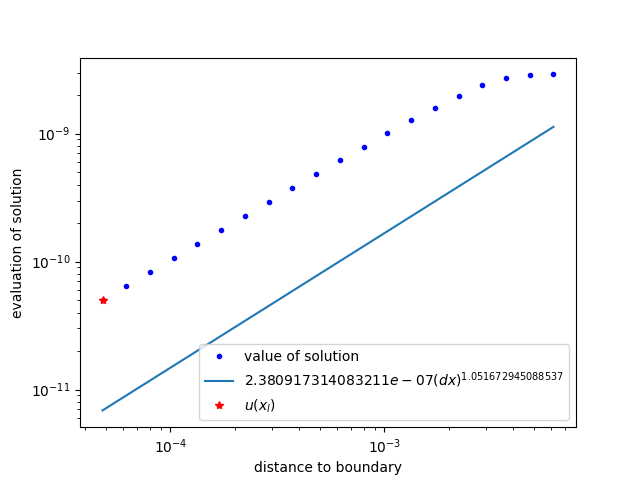 10⁻⁹
10⁻¹⁰
10⁻¹¹
evaluation of solution
value of solution
2.380917314083211e − 07(dx)¹·⁰⁵¹⁶⁷²⁹⁴⁵⁰⁸⁸⁵³⁷
u(xₗ)
10⁻⁴ 10⁻³
distance to boundary